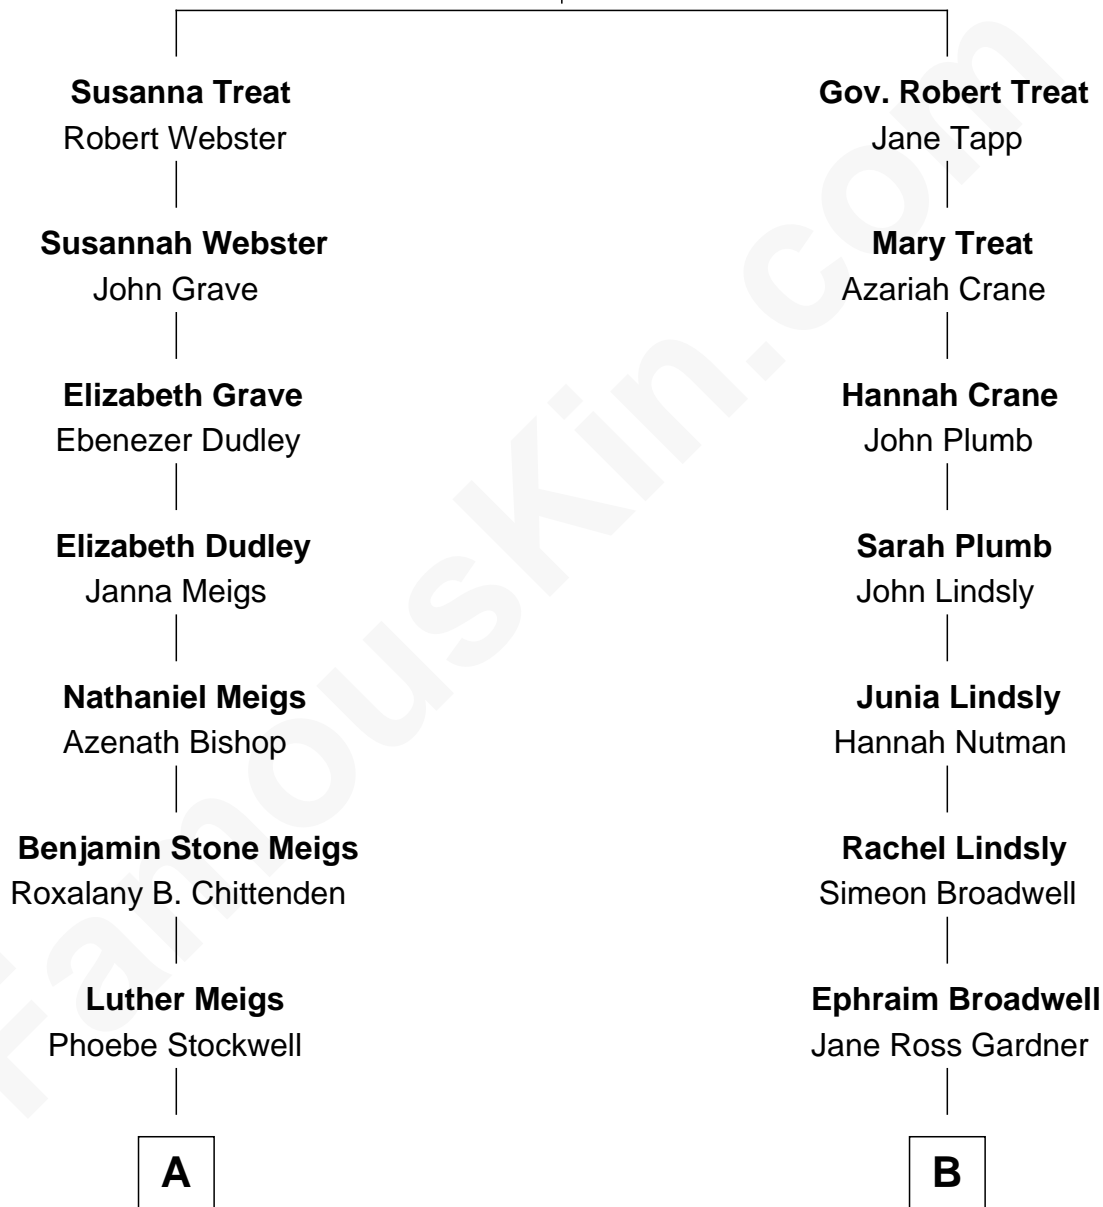 Susanna Treat
Robert Webster
Gov. Robert Treat
Jane Tapp
Susannah Webster
John Grave
Mary Treat
Azariah Crane
Elizabeth Grave
Ebenezer Dudley
Hannah Crane
John Plumb
Elizabeth Dudley
Janna Meigs
Sarah Plumb
John Lindsly
Nathaniel Meigs
Azenath Bishop
Junia Lindsly
Hannah Nutman
Benjamin Stone Meigs
Roxalany B. Chittenden
Rachel Lindsly
Simeon Broadwell
Luther Meigs
Phoebe Stockwell
Ephraim Broadwell
Jane Ross Gardner
A
B
FamousKin.com